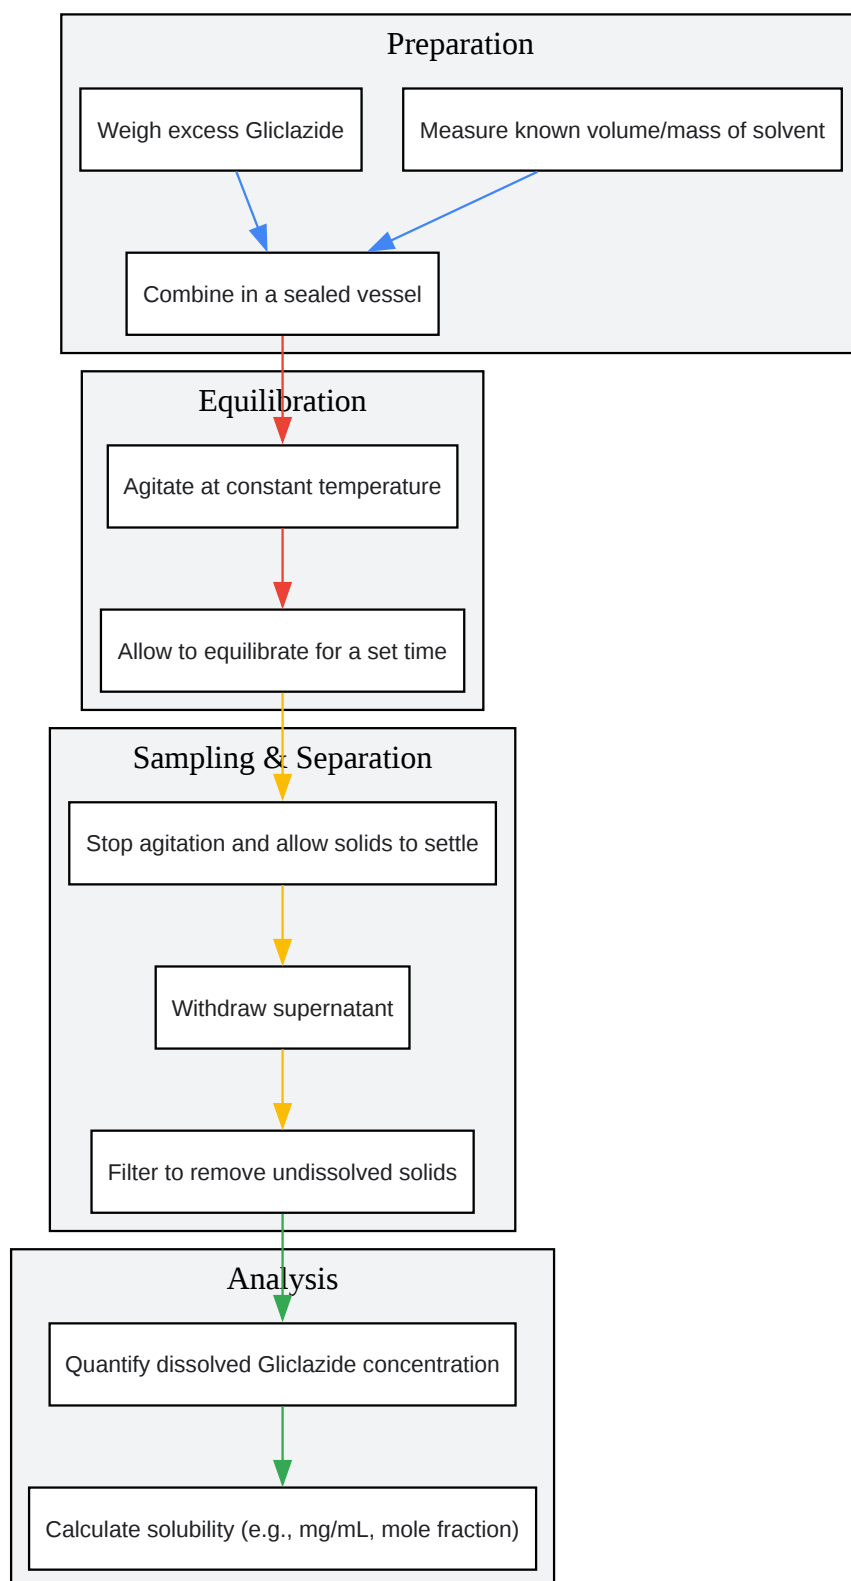 Preparation
Weigh excess Gliclazide
Measure known volume/mass of solvent
Combine in a sealed vessel
Equilibration
Agitate at constant temperature
Allow to equilibrate for a set time
Sampling & Separation
Stop agitation and allow solids to settle
Withdraw supernatant
Filter to remove undissolved solids
Analysis
Quantify dissolved Gliclazide concentration
Calculate solubility (e.g., mg/mL, mole fraction)